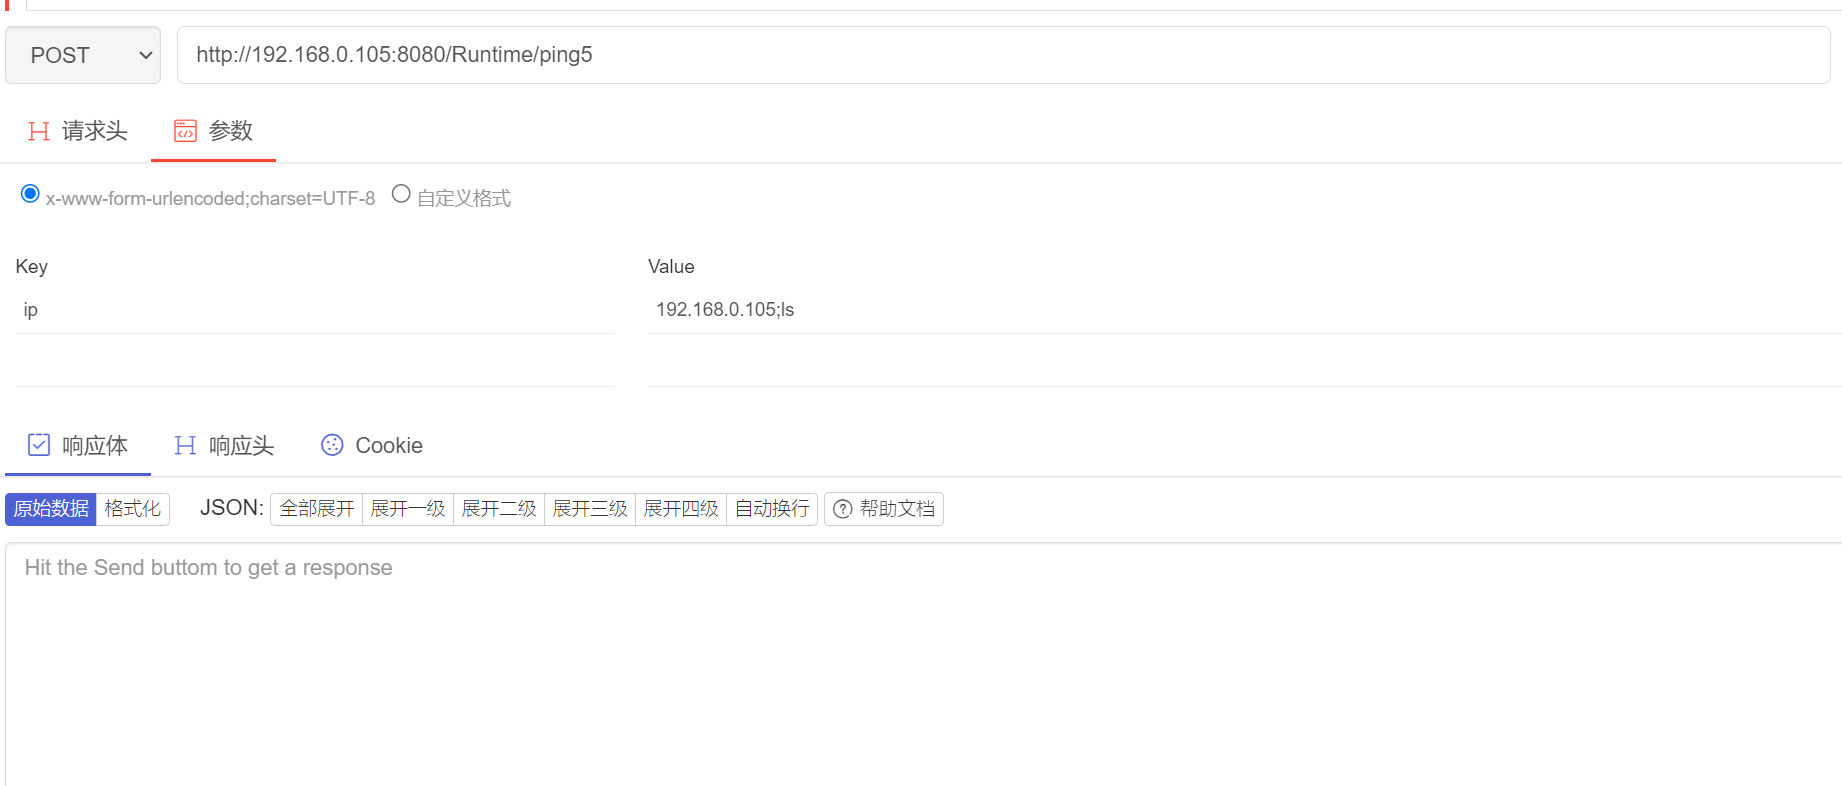 POST http://192.168.0.105:8080/Runtime/ping5
请求头 参数
x-www-form-urlencoded;charset=UTF-8 自定义格式
Key Value
ip 192.168.0.105;ls
响应体 响应头 Cookie
原始数据 格式化 JSON: 全部展开 展开一级 展开二级 展开三级 展开四级 自动换行 帮助文档
Hit the Send buttom to get a response